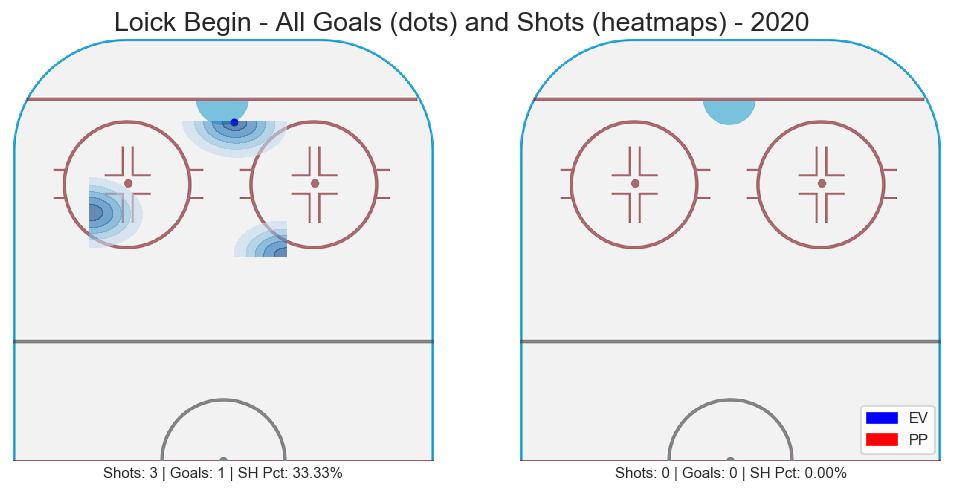 Loick Begin - All Goals (dots) and Shots (heatmaps) - 2020
EV
PP
Shots: 3 | Goals: 1 | SH Pct: 33.33%
Shots: 0 | Goals: 0 | SH Pct: 0.00%